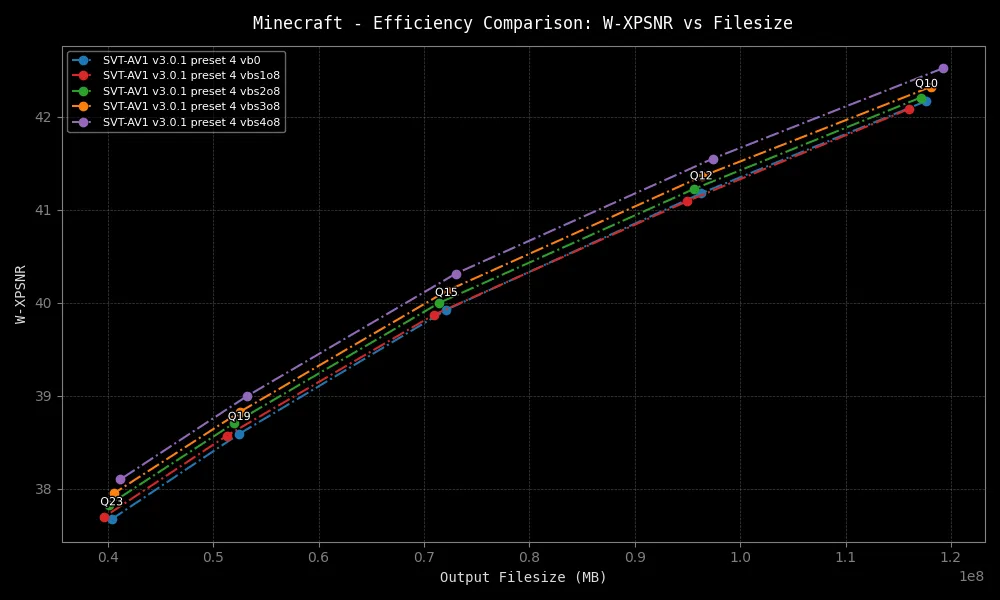 Minecraft - Efficiency Comparison: W-XPSNR vs Filesize
SVT-AV1 v3.0.1 preset 4 vb0
SVT-AV1 v3.0.1 preset 4 vbs1o8
SVT-AV1 v3.0.1 preset 4 vbs2o8
SVT-AV1 v3.0.1 preset 4 vbs3o8
SVT-AV1 v3.0.1 preset 4 vbs4o8
Q10
Q12
Q15
Q19
Q23
W-XPSNR
42
41
40
39
38
0.4 0.5 0.6 0.7 0.8 0.9 1.0 1.1 1.2
1e8
Output Filesize (MB)